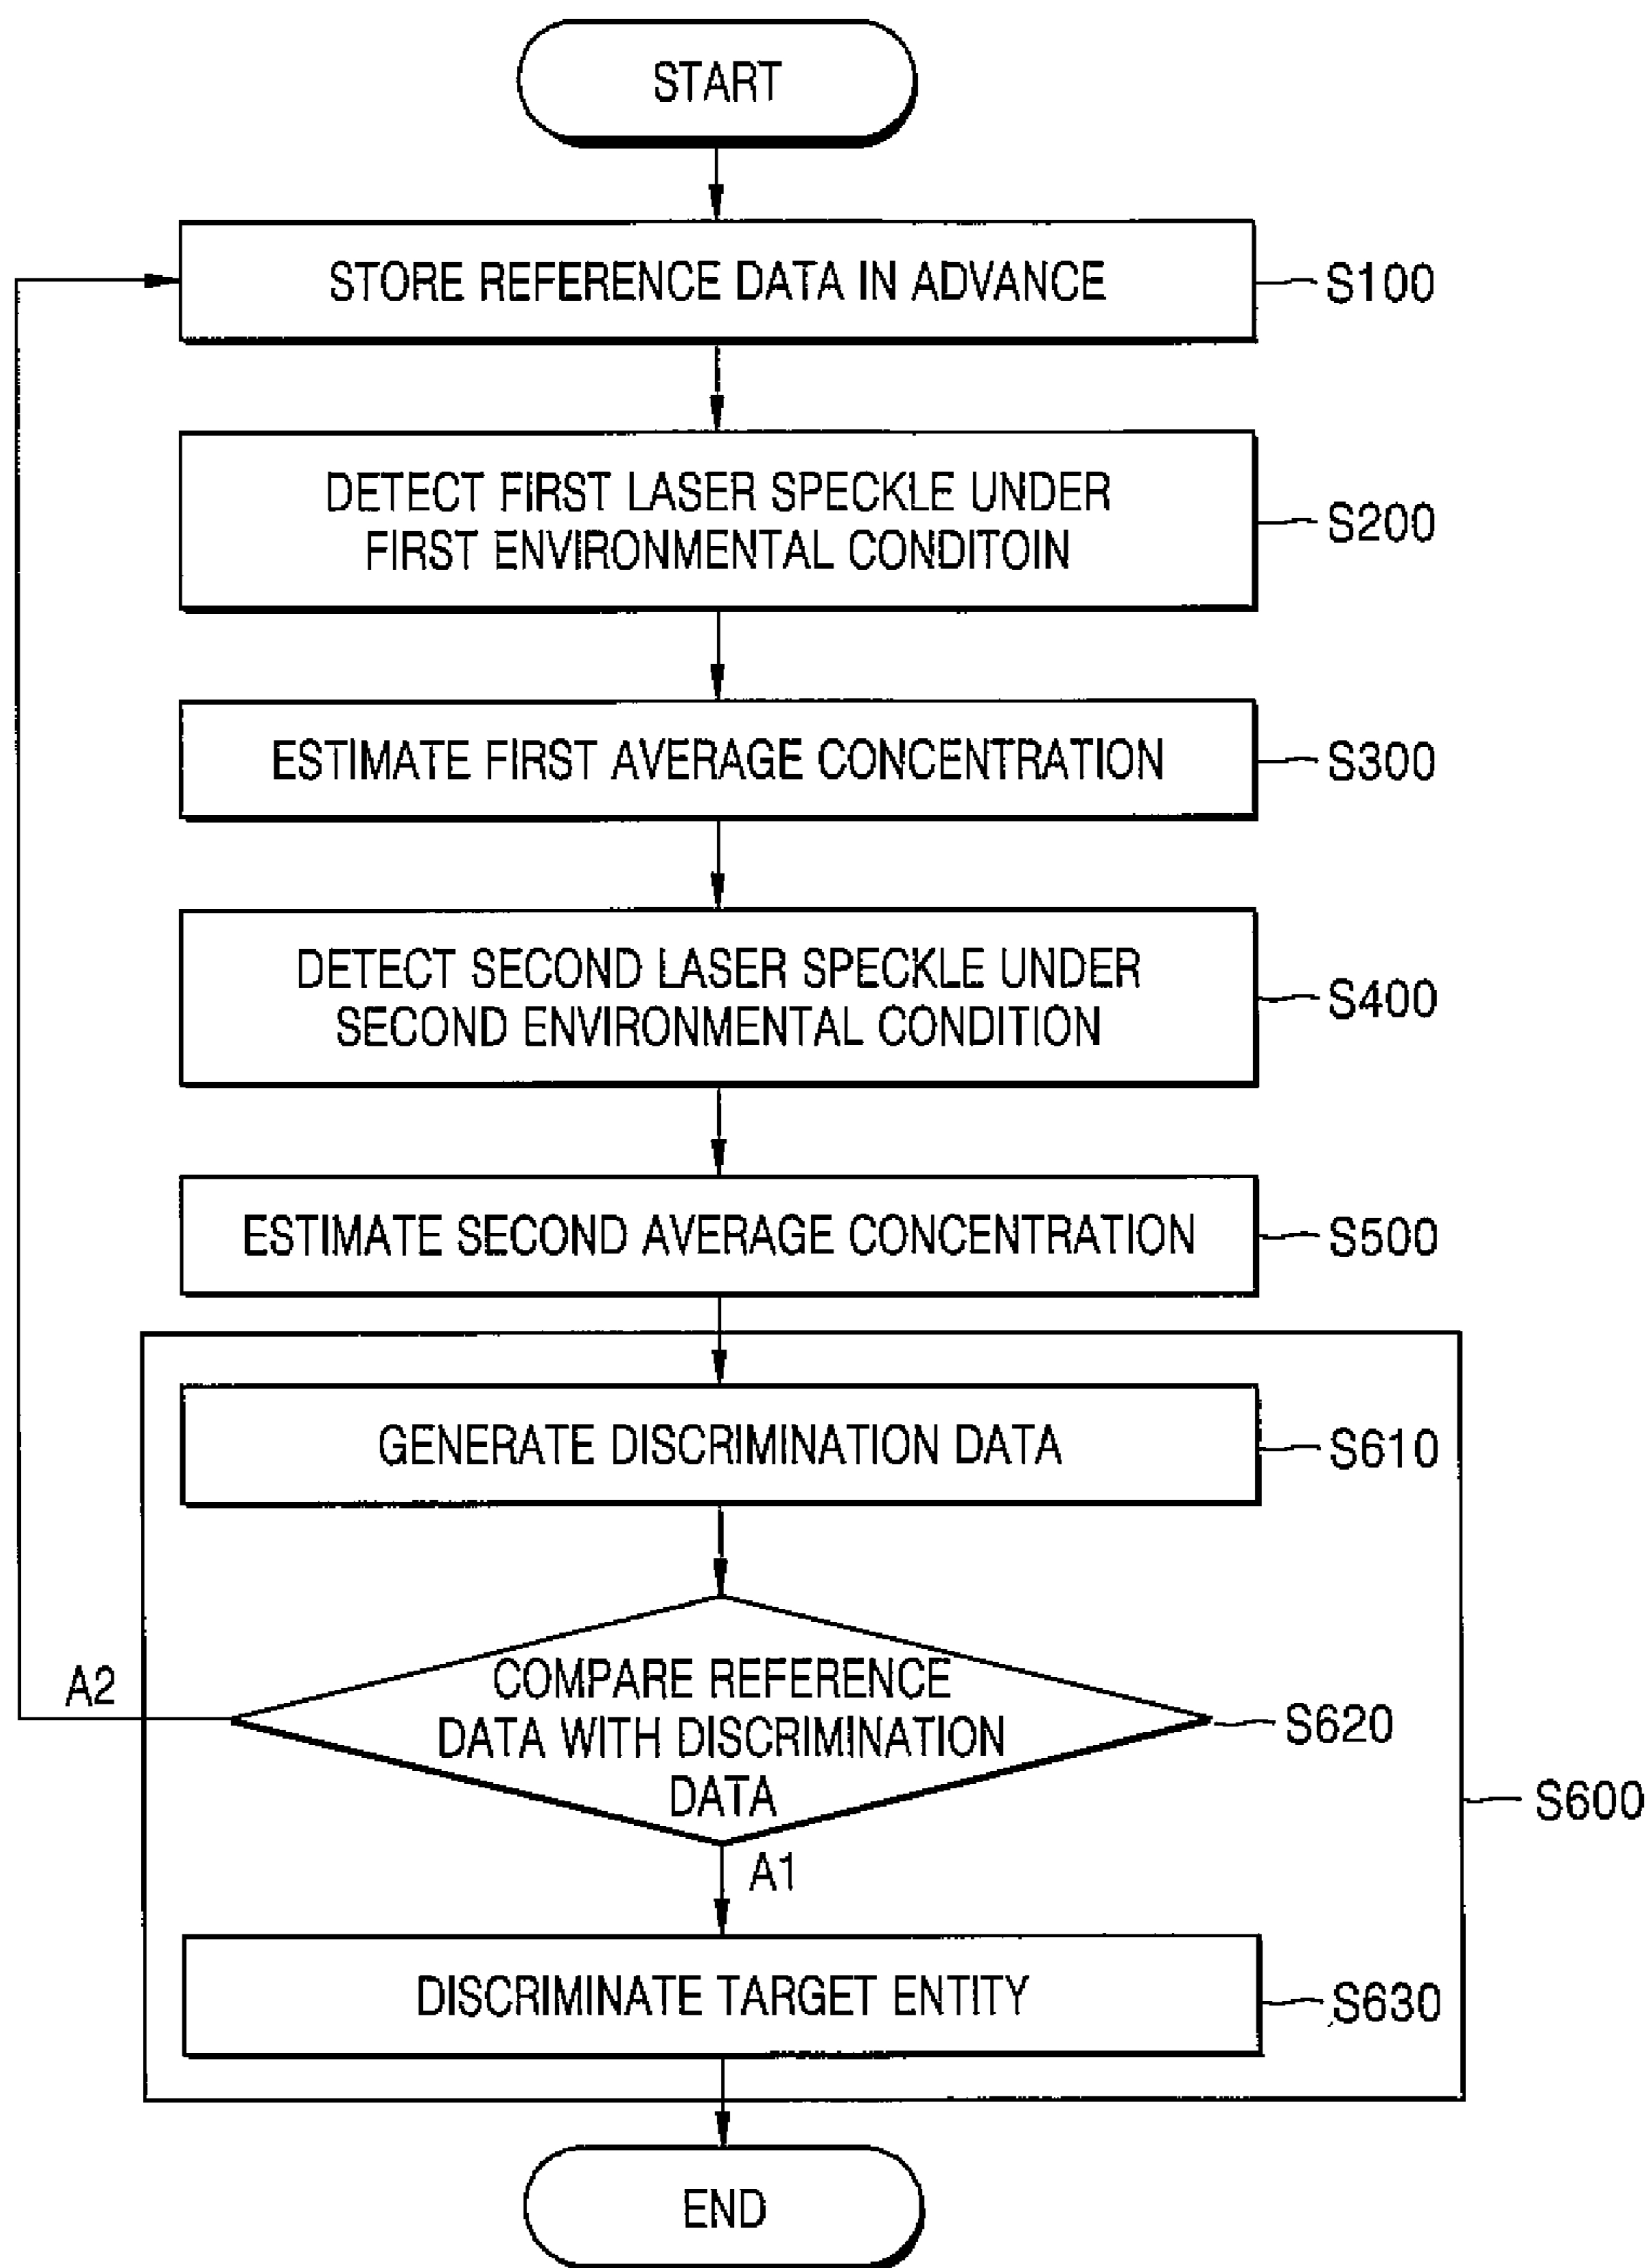 START
STORE REFERENCE DATA IN ADVANCE
S100
DETECT FIRST LASER SPECKLE UNDER
FIRST ENVIRONMENTAL CONDITOIN
S200
ESTIMATE FIRST AVERAGE CONCENTRATION
S300
DETECT SECOND LASER SPECKLE UNDER
SECOND ENVIRONMENTAL CONDITION
S400
ESTIMATE SECOND AVERAGE CONCENTRATION
S500
GENERATE DISCRIMINATION DATA
S610
COMPARE REFERENCE
DATA WITH DISCRIMINATION
DATA
S620
A2
S600
A1
DISCRIMINATE TARGET ENTITY
S630
END